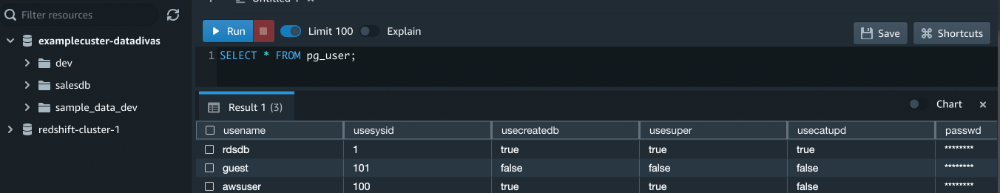 Untitled 1
Filter resources
Run Limit 100 Explain Save Shortcuts
examplecuster-datadivas
dev
salesdb
sample_data_dev
redshift-cluster-1
1 SELECT * FROM pg_user;
Result 1 (3) Chart
usename usesysid usecreatedb usesuper usecatupd passwd
rdsdb 1 true true true ********
guest 101 false false false ********
awsuser 100 true true false ********